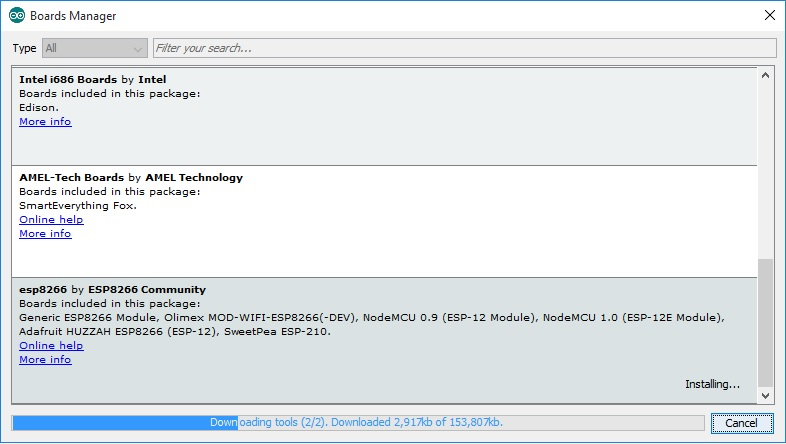 Boards Manager
Type All Filter your search...
Intel i686 Boards by Intel
Boards included in this package:
Edison.
More info
AMEL-Tech Boards by AMEL Technology
Boards included in this package:
SmartEverything Fox.
Online help
More info
esp8266 by ESP8266 Community
Boards included in this package:
Generic ESP8266 Module, Olimex MOD-WIFI-ESP8266(-DEV), NodeMCU 0.9 (ESP-12 Module), NodeMCU 1.0 (ESP-12E Module),
Adafruit HUZZAH ESP8266 (ESP-12), SweetPea ESP-210.
Online help
More info
Installing...
Downloading tools (2/2). Downloaded 2,917kb of 153,807kb. Cancel